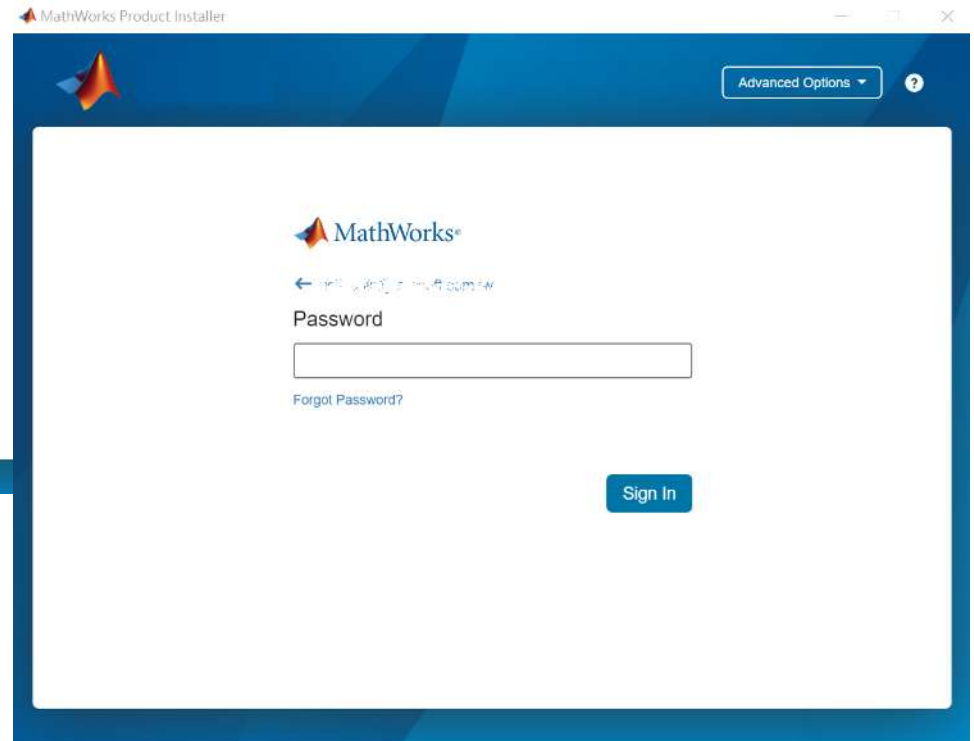 MathWorks Product Installer
Advanced Options
?
MathWorks®
Password
Forgot Password?
Sign In